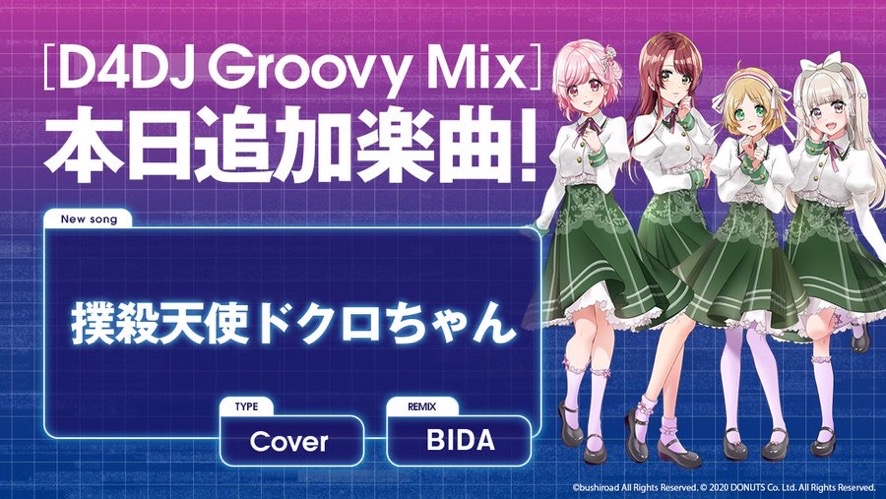 [D4DJ Groovy Mix]
本日追加楽曲!
New song
撲殺天使ドクロちゃん
TYPE
Cover
REMIX
BIDA
©bushiroad All Rights Reserved. © 2020 DONUTS Co. Ltd. All Rights Reserved.